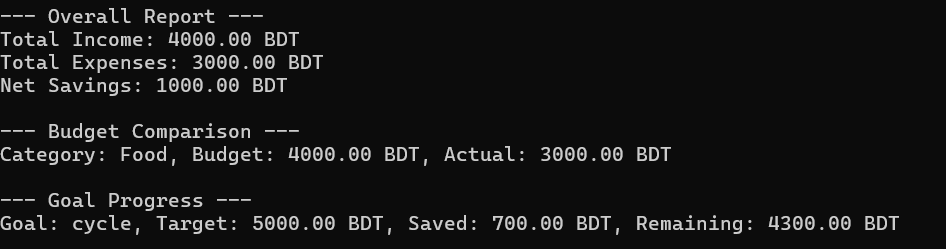 --- Overall Report ---
Total Income: 4000.00 BDT
Total Expenses: 3000.00 BDT
Net Savings: 1000.00 BDT
--- Budget Comparison ---
Category: Food, Budget: 4000.00 BDT, Actual: 3000.00 BDT
--- Goal Progress ---
Goal: cycle, Target: 5000.00 BDT, Saved: 700.00 BDT, Remaining: 4300.00 BDT